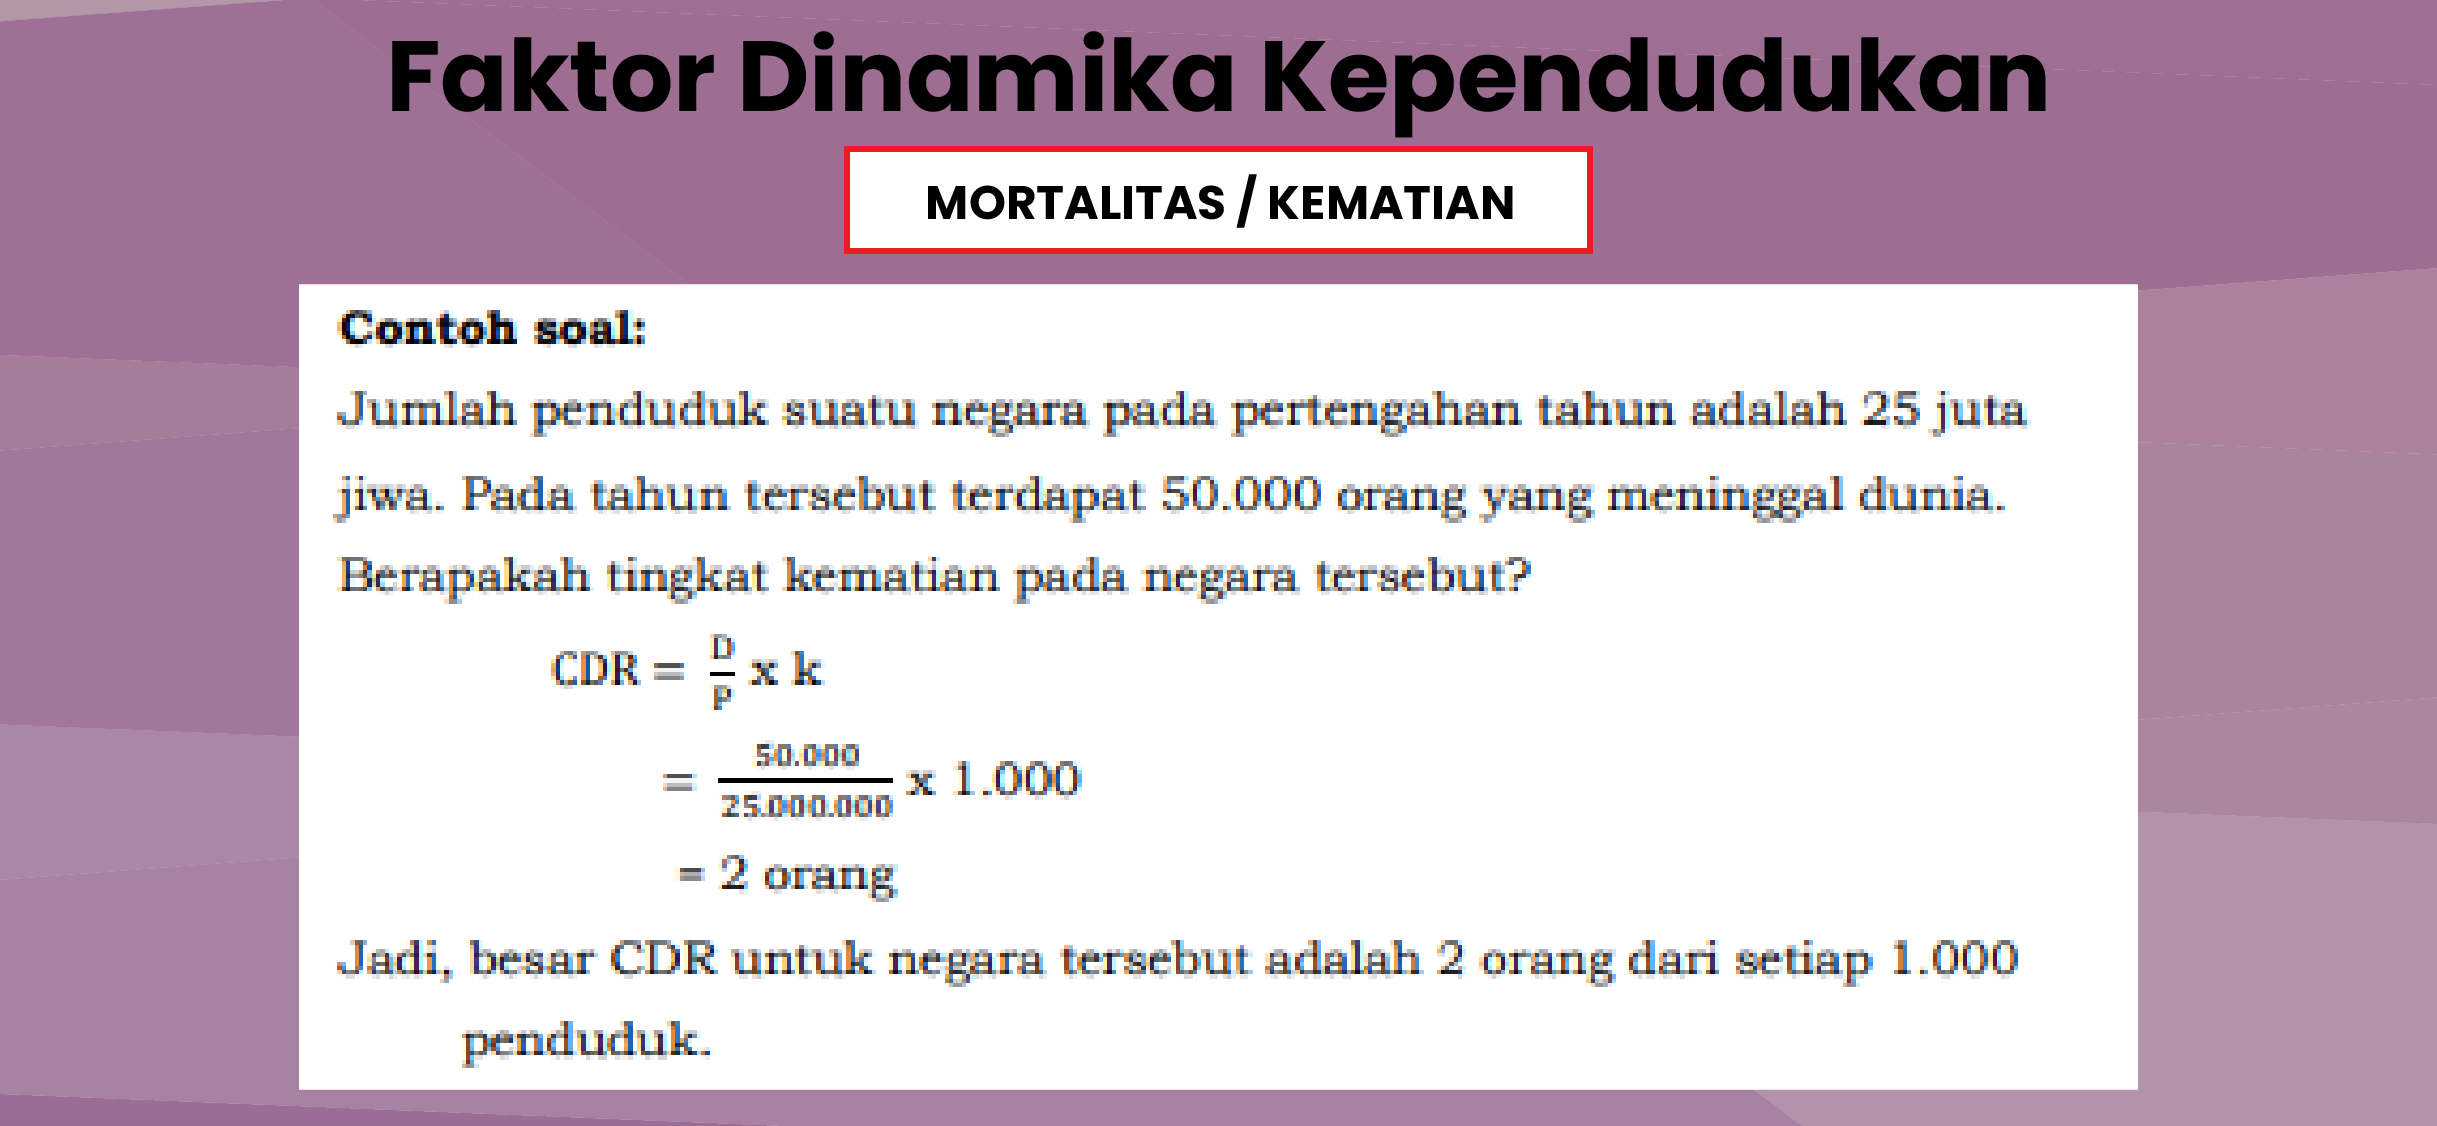 Faktor Dinamika Kependudukan
MORTALITAS / KEMATIAN
Contoh soal:
Jumlah penduduk suatu negara pada pertengahan tahun adalah 25 juta
jiwa. Pada tahun tersebut terdapat 50.000 orang yang meninggal dunia.
Berapakah tingkat kematian pada negara tersebut?
CDR = D/P x k
= 50.000/25.000.000 x 1.000
= 2 orang
Jadi, besar CDR untuk negara tersebut adalah 2 orang dari setiap 1.000
penduduk.